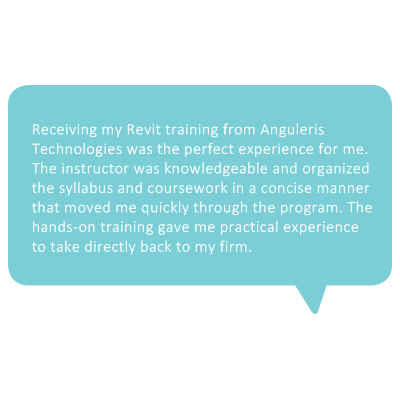 Receiving my Revit training from Anguleris
Technologies was the perfect experience for me.
The instructor was knowledgeable and organized
the syllabus and coursework in a concise manner
that moved me quickly through the program. The
hands-on training gave me practical experience
to take directly back to my firm.